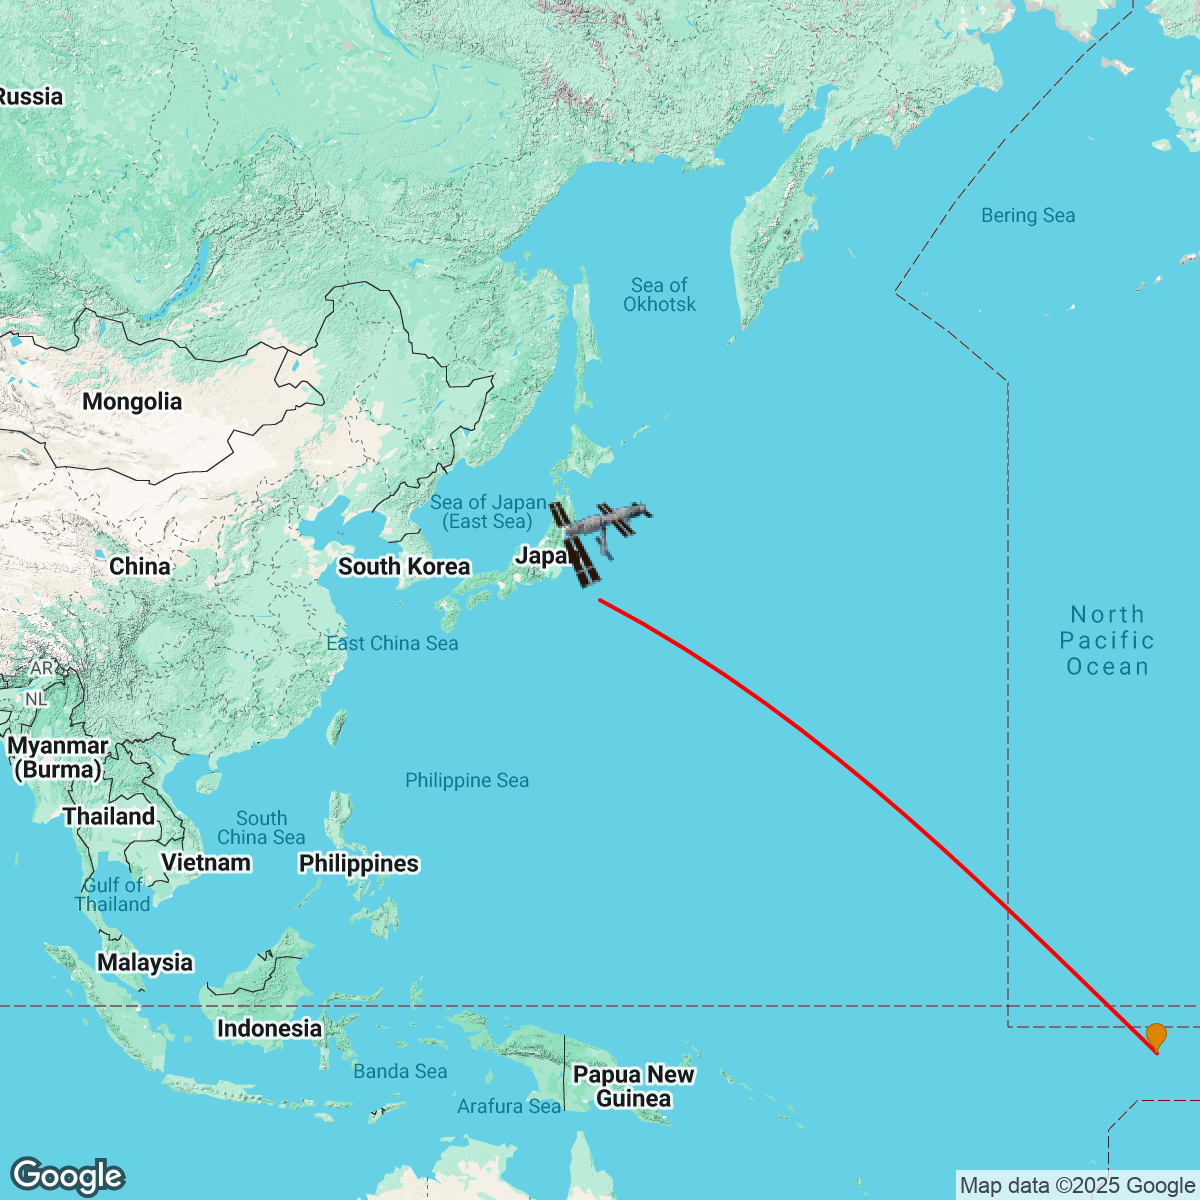 Russia
Bering Sea
Sea of
Okhotsk
Mongolia
Sea of Japan
(East Sea)
Japan
China
South Korea
North
Pacific
Ocean
East China Sea
AR
NL
Myanmar
(Burma)
Philippine Sea
Thailand
South
China Sea
Vietnam
Philippines
Gulf of
Thailand
Malaysia
Indonesia
Banda Sea
Papua New
Guinea
Arafura Sea
Google
Map data ©2025 Google